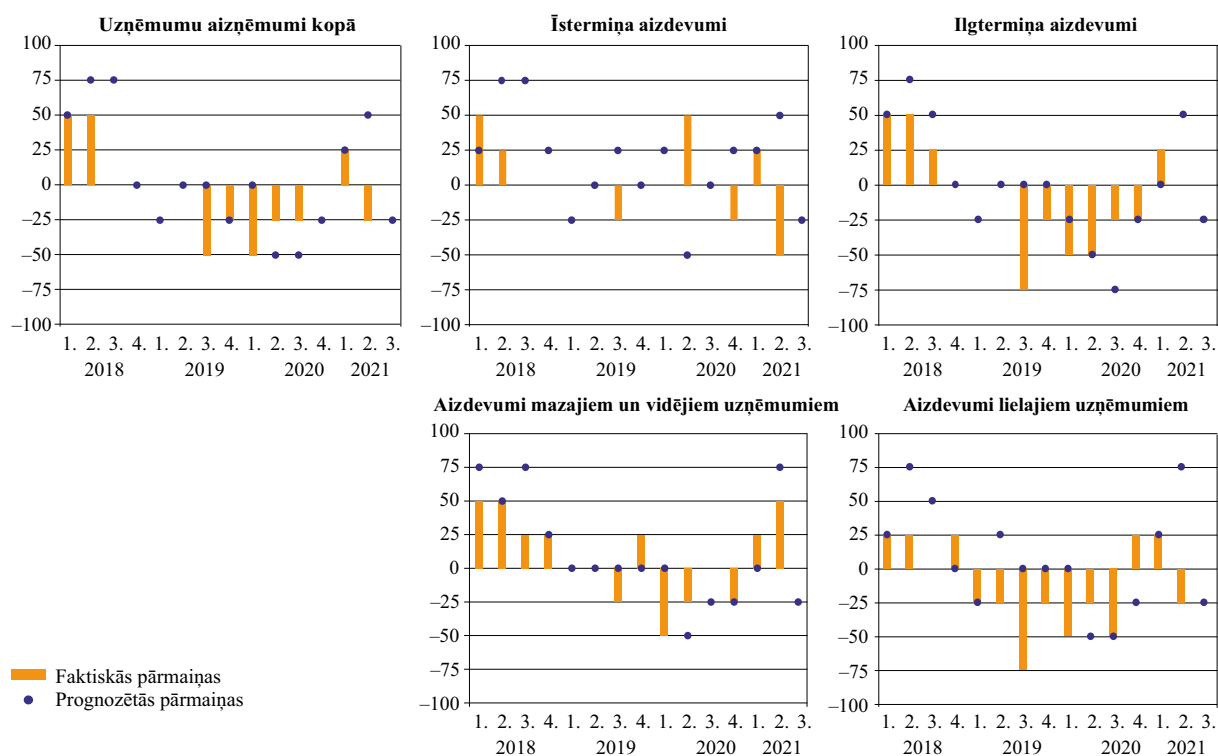 Uzņēmumu aizņēmumi kopā
100
75
50
25
0
–25
–50
–75
–100
1. 2. 3. 4. 1. 2. 3. 4. 1. 2. 3. 4. 1. 2. 3.
2018 2019 2020 2021
Īstermiņa aizdevumi
100
75
50
25
0
–25
–50
–75
–100
1. 2. 3. 4. 1. 2. 3. 4. 1. 2. 3. 4. 1. 2. 3.
2018 2019 2020 2021
Ilgtermiņa aizdevumi
100
75
50
25
0
–25
–50
–75
–100
1. 2. 3. 4. 1. 2. 3. 4. 1. 2. 3. 4. 1. 2. 3.
2018 2019 2020 2021
Aizdevumi mazajiem un vidējiem uzņēmumiem
100
75
50
25
0
–25
–50
–75
–100
1. 2. 3. 4. 1. 2. 3. 4. 1. 2. 3. 4. 1. 2. 3.
2018 2019 2020 2021
Aizdevumi lielajiem uzņēmumiem
100
75
50
25
0
–25
–50
–75
–100
1. 2. 3. 4. 1. 2. 3. 4. 1. 2. 3. 4. 1. 2. 3.
2018 2019 2020 2021
Faktiskās pārmaiņas
Prognozētās pārmaiņas